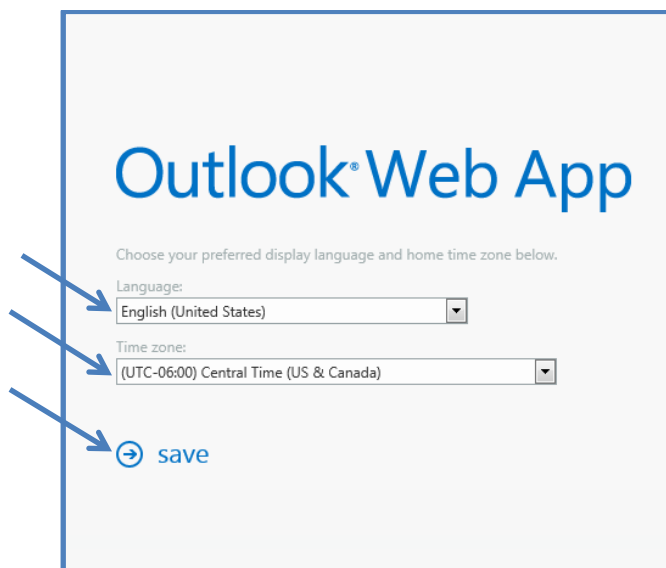 Outlook® Web App
Choose your preferred display language and home time zone below.
Language:
English (United States)
Time zone:
(UTC-06:00) Central Time (US & Canada)
save